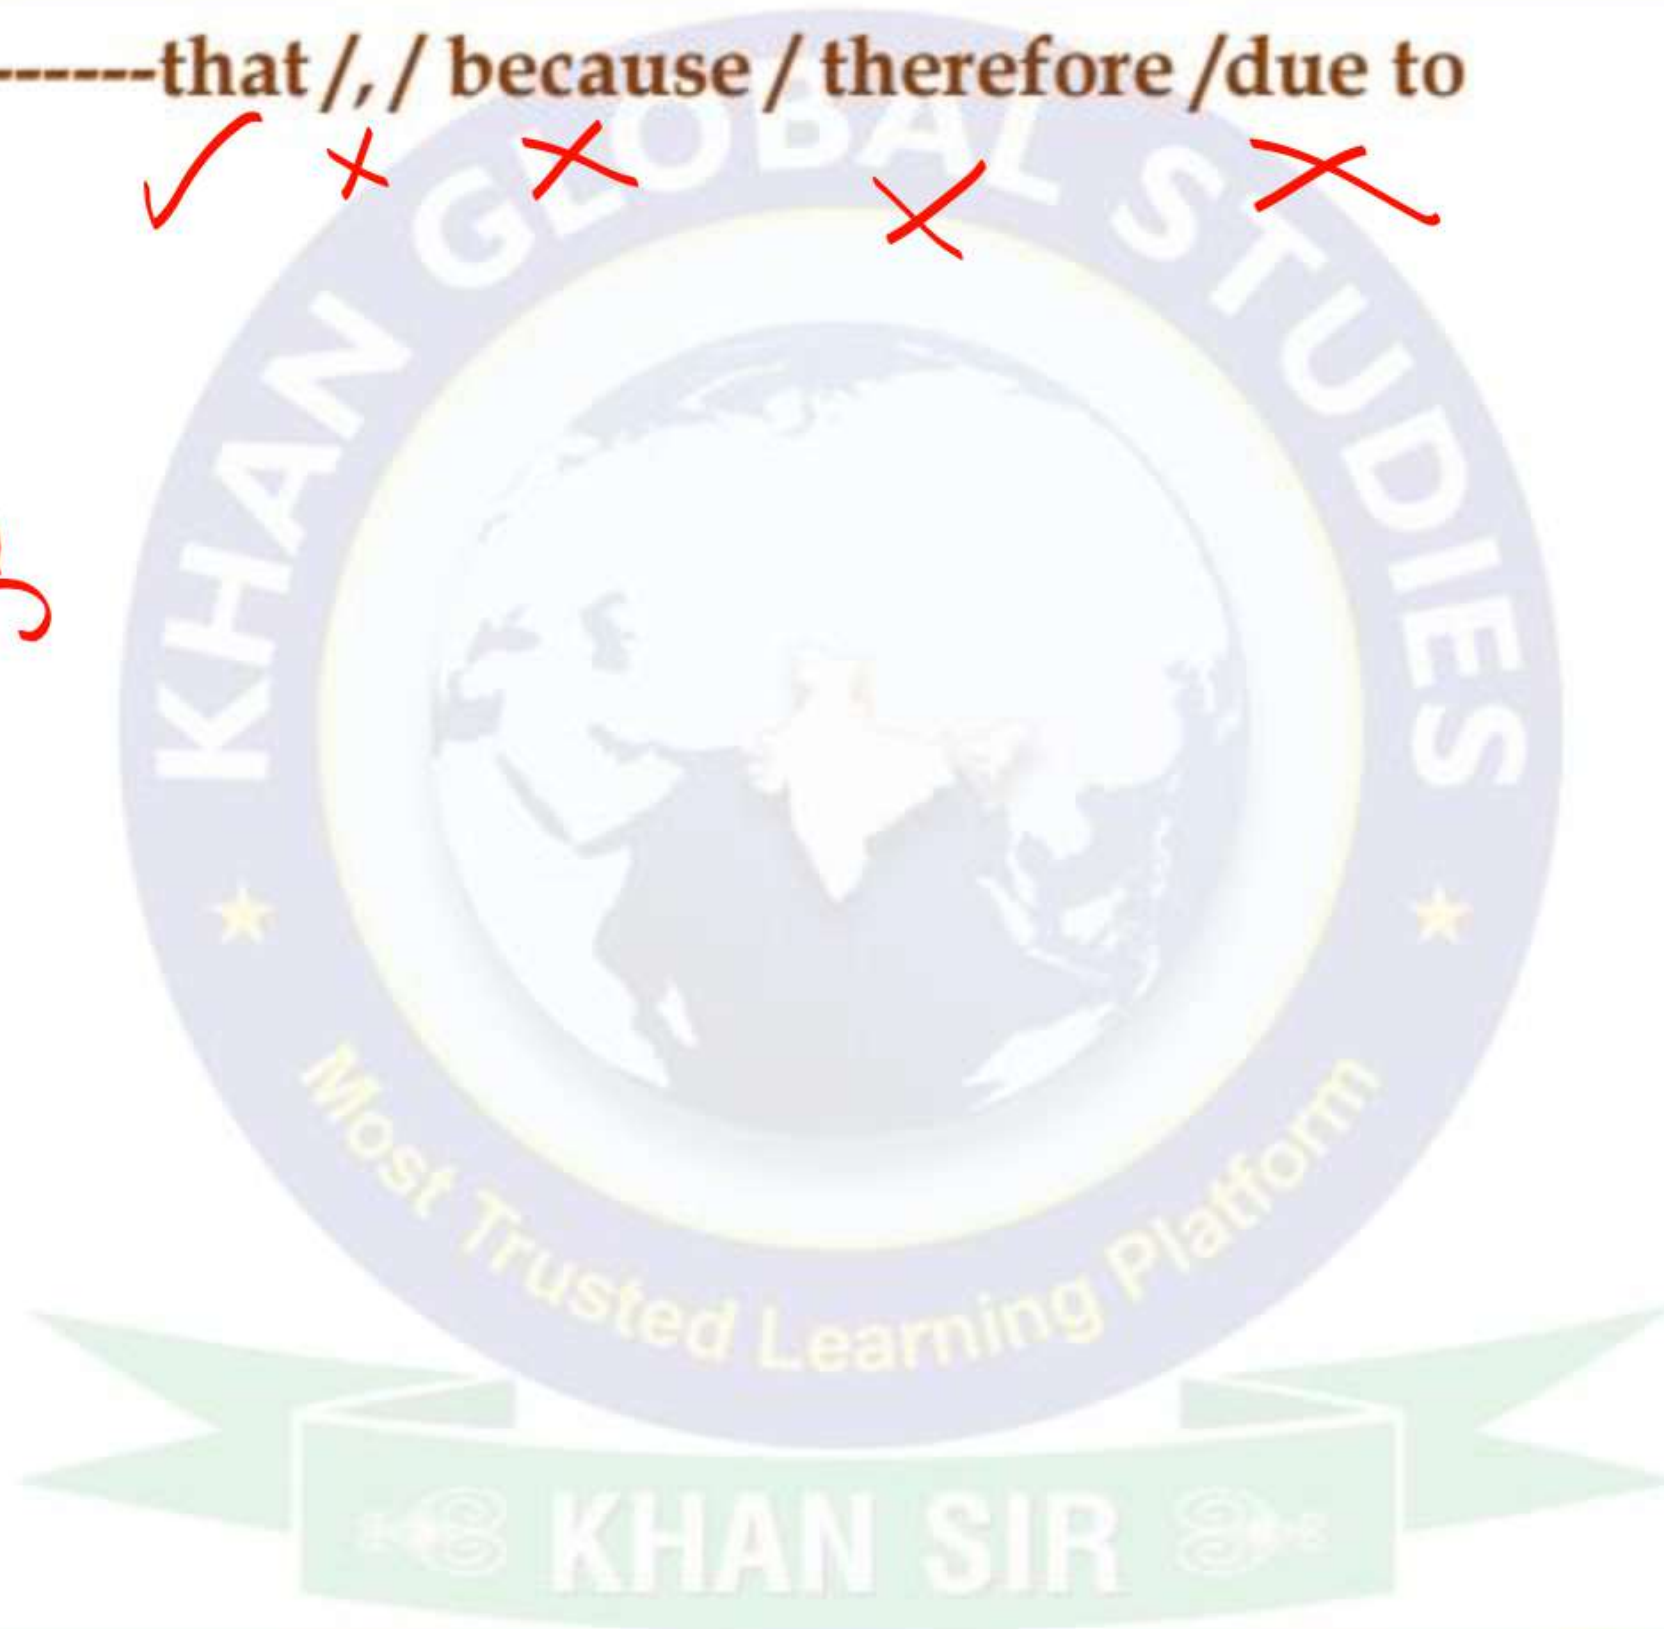 ------that /, / because / therefore /due to
KHAN GLOBAL STUDIES
Most Trusted Learning Platform
KHAN SIR